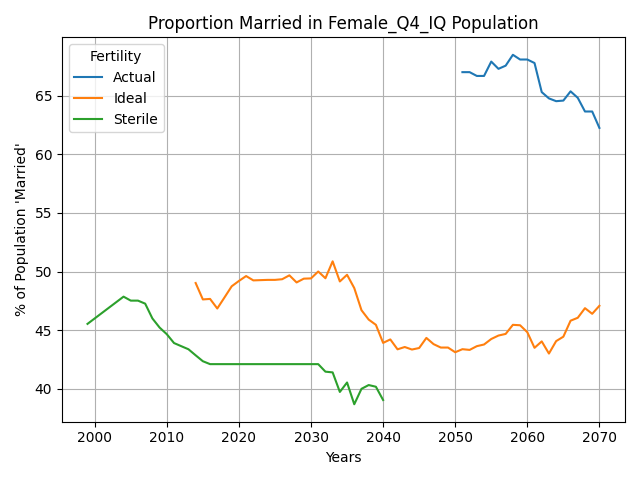 Proportion Married in Female_Q4_IQ Population
Fertility
Actual
Ideal
Sterile
% of Population 'Married'
65
60
55
50
45
40
2000 2010 2020 2030 2040 2050 2060 2070
Years